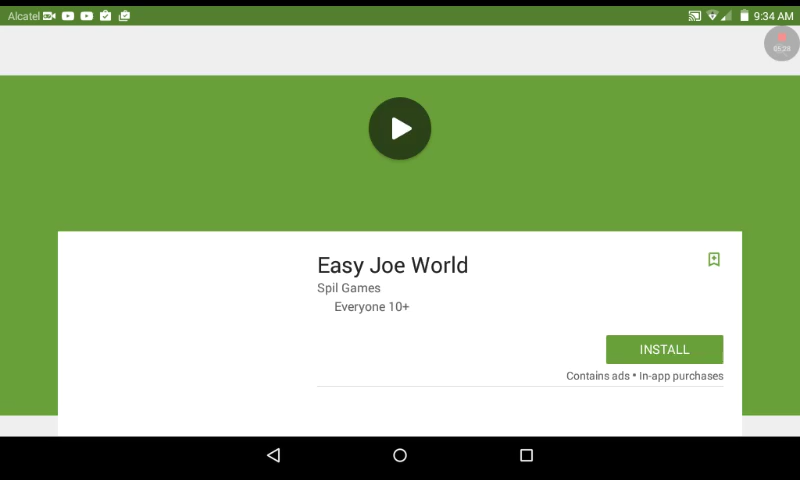 Alcatel 9:34 AM
Easy Joe World
Spil Games
Everyone 10+
INSTALL
Contains ads • In-app purchases